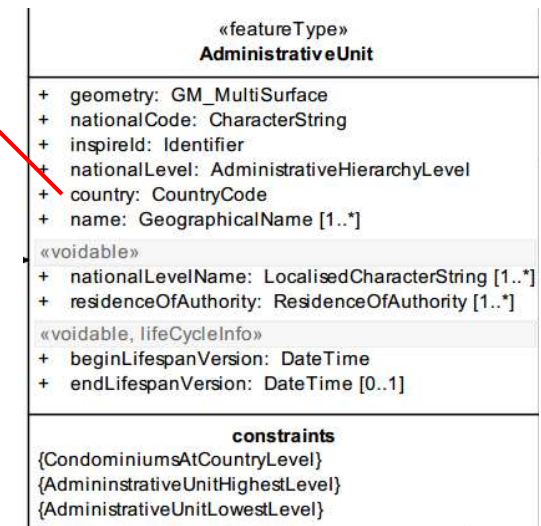 «featureType»
AdministrativeUnit
+ geometry: GM_MultiSurface
+ nationalCode: CharacterString
+ inspireId: Identifier
+ nationalLevel: AdministrativeHierarchyLevel
+ country: CountryCode
+ name: GeographicalName [1..*]
«voidable»
+ nationalLevelName: LocalisedCharacterString [1..*]
+ residenceOfAuthority: ResidenceOfAuthority [1..*]
«voidable, lifeCycleInfo»
+ beginLifespanVersion: DateTime
+ endLifespanVersion: DateTime [0..1]
constraints
{CondominiumsAtCountryLevel}
{AdmininstrativeUnitHighestLevel}
{AdministrativeUnitLowestLevel}